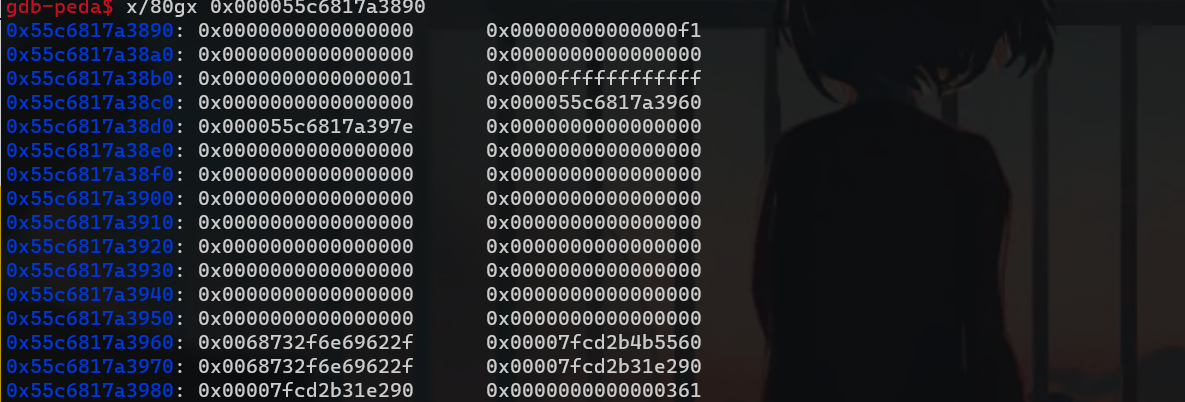 gdb-peda$ x/80gx 0x000055c6817a3890
0x55c6817a3890: 0x0000000000000000 0x00000000000000f1
0x55c6817a38a0: 0x0000000000000000 0x0000000000000000
0x55c6817a38b0: 0x0000000000000001 0x0000ffffffffffff
0x55c6817a38c0: 0x0000000000000000 0x000055c6817a3960
0x55c6817a38d0: 0x000055c6817a397e 0x0000000000000000
0x55c6817a38e0: 0x0000000000000000 0x0000000000000000
0x55c6817a38f0: 0x0000000000000000 0x0000000000000000
0x55c6817a3900: 0x0000000000000000 0x0000000000000000
0x55c6817a3910: 0x0000000000000000 0x0000000000000000
0x55c6817a3920: 0x0000000000000000 0x0000000000000000
0x55c6817a3930: 0x0000000000000000 0x0000000000000000
0x55c6817a3940: 0x0000000000000000 0x0000000000000000
0x55c6817a3950: 0x0000000000000000 0x0000000000000000
0x55c6817a3960: 0x0068732f6e69622f 0x00007fcd2b4b5560
0x55c6817a3970: 0x0068732f6e69622f 0x00007fcd2b31e290
0x55c6817a3980: 0x00007fcd2b31e290 0x0000000000000361